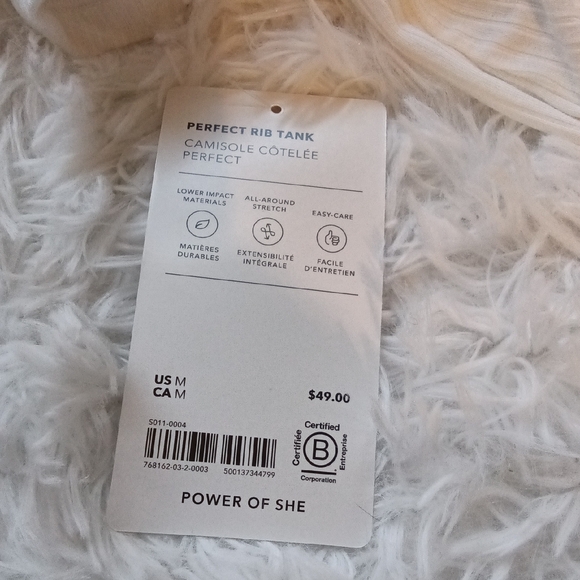 PERFECT RIB TANK
CAMISOLE CÔTELÉE
PERFECT
LOWER IMPACT
MATERIALS
ALL-AROUND
STRETCH
EASY-CARE
MATIÈRES
DURABLES
EXTENSIBILITÉ
INTÉGRALE
FACILE
D'ENTRETIEN
US M
CA M
$49.00
S011-0004
768162-03-2-0003 500137344799
Certified
Certifiée
B
Entreprise
Corporation
POWER OF SHE